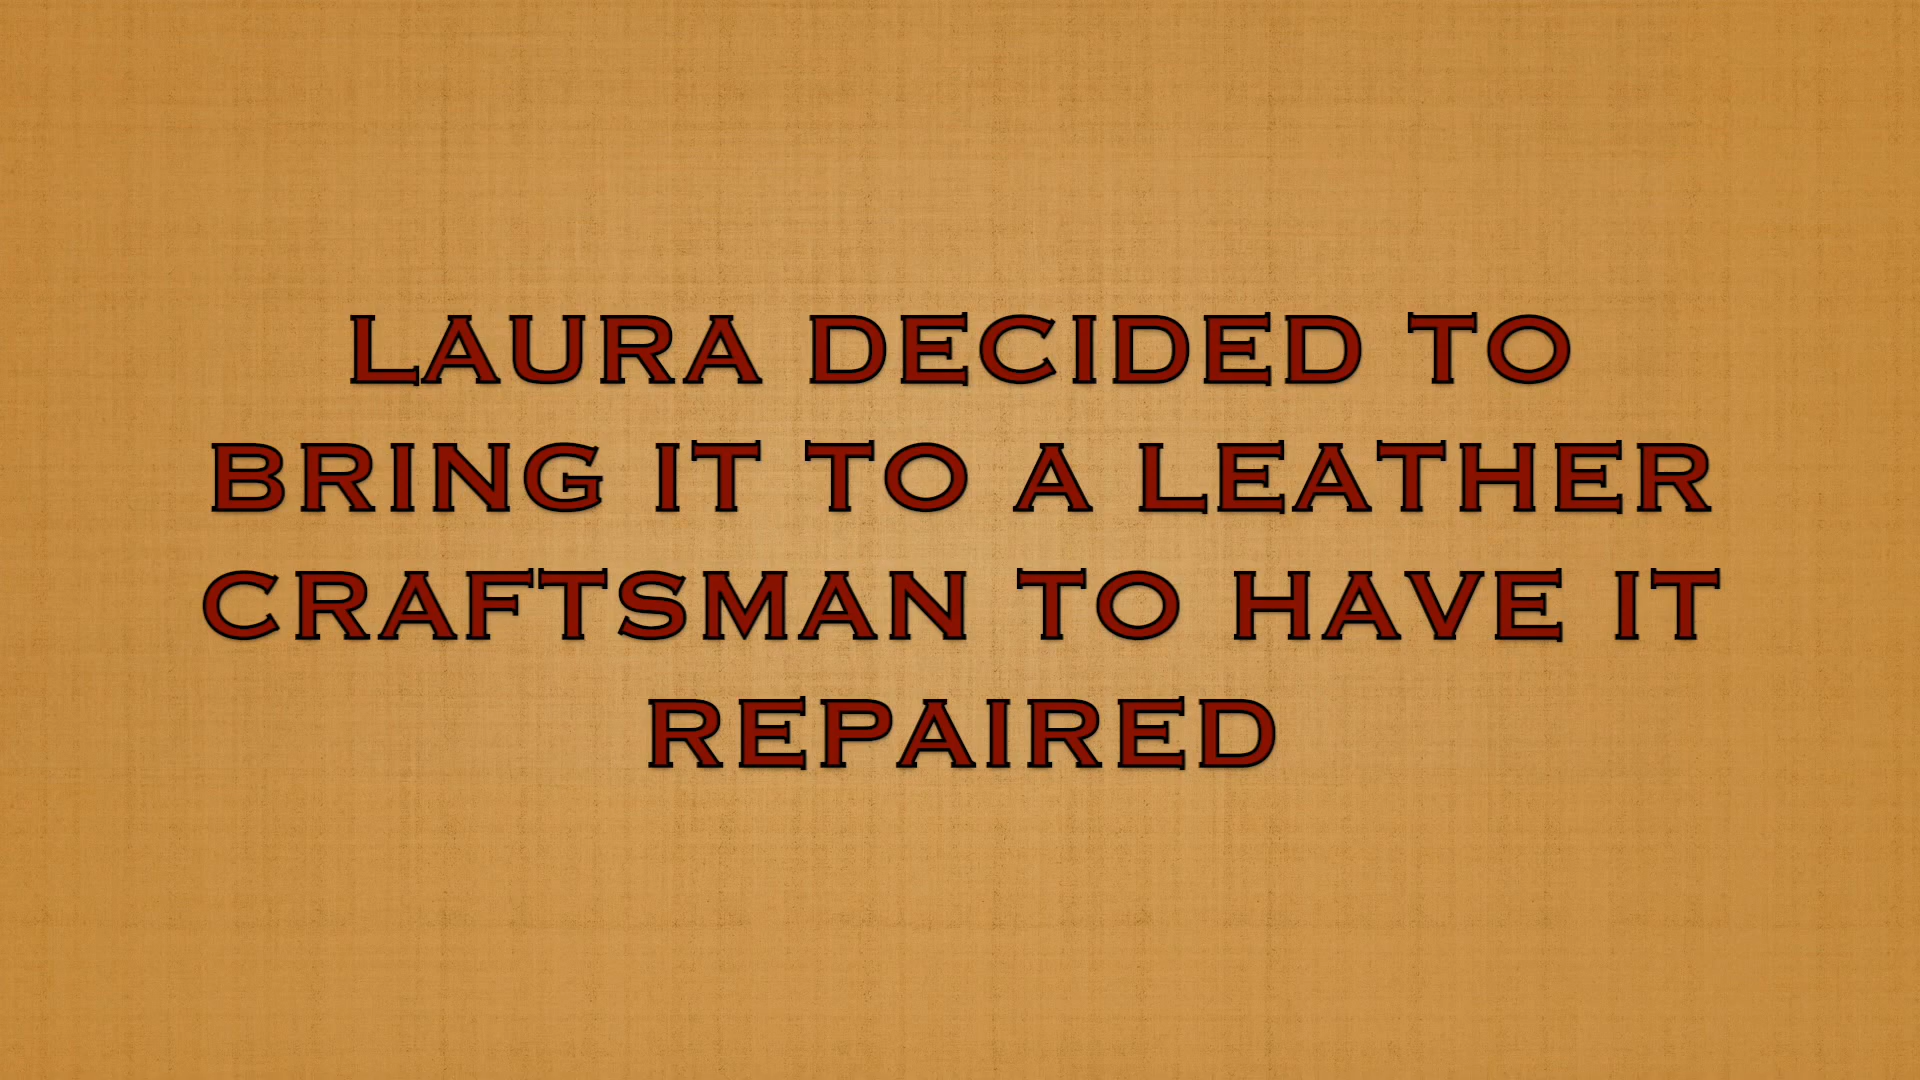 LAURA DECIDED TO
BRING IT TO A LEATHER
CRAFTSMAN TO HAVE IT
REPAIRED